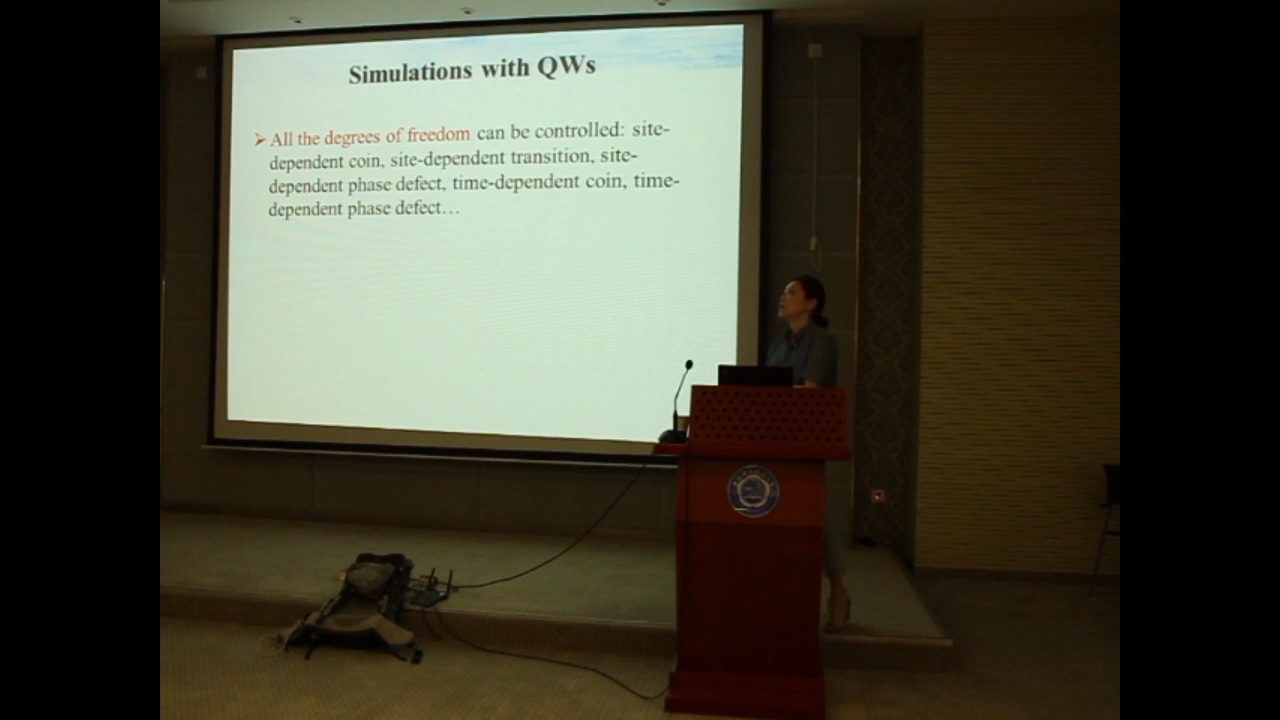 Simulations with QWs
➢ All the degrees of freedom can be controlled: site-
dependent coin, site-dependent transition, site-
dependent phase defect, time-dependent coin, time-
dependent phase defect…